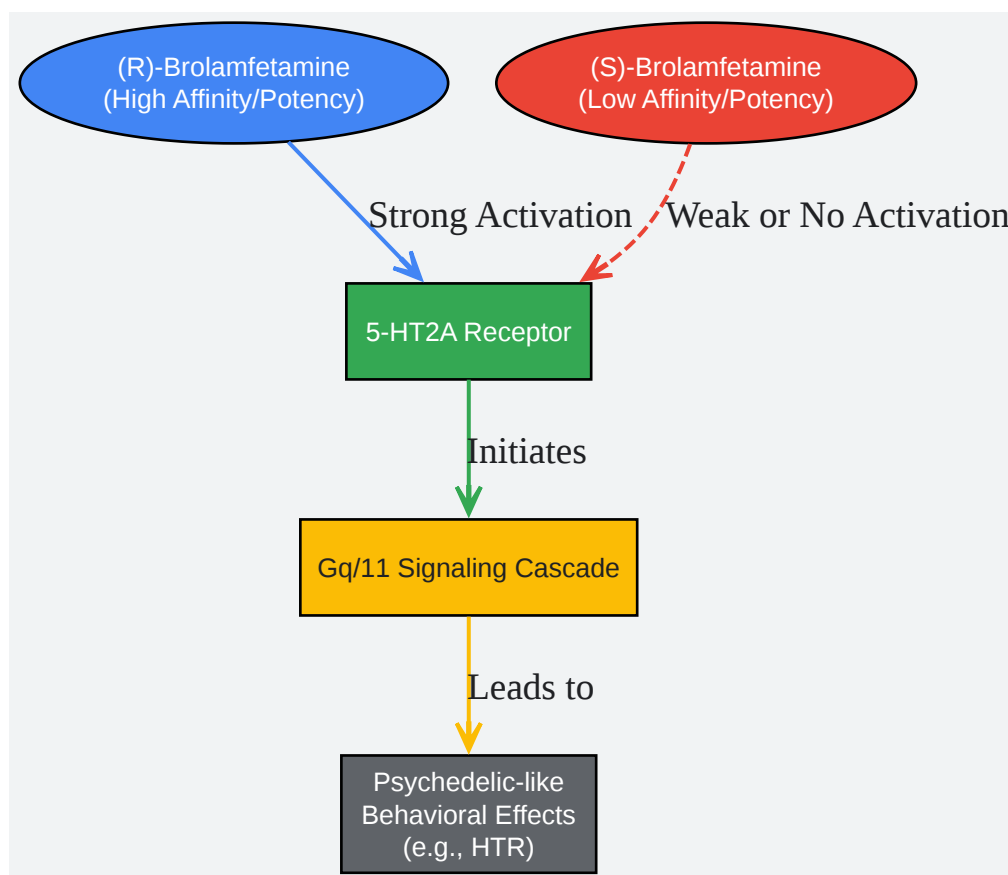 (R)-Brolamfetamine
(High Affinity/Potency)
(S)-Brolamfetamine
(Low Affinity/Potency)
Strong Activation
Weak or No Activation
5-HT2A Receptor
Initiates
Gq/11 Signaling Cascade
Leads to
Psychedelic-like
Behavioral Effects
(e.g., HTR)